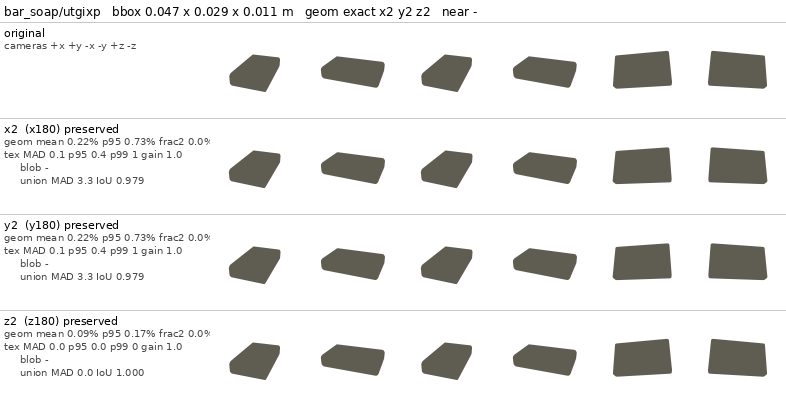 bar_soap/utgixp   bbox 0.047 x 0.029 x 0.011 m   geom exact x2 y2 z2   near -
original
cameras +x +y -x -y +z -z
x2  (x180) preserved
geom mean 0.22% p95 0.73% frac2 0.0%
tex MAD 0.1 p95 0.4 p99 1 gain 1.0
blob -
union MAD 3.3 IoU 0.979
y2  (y180) preserved
geom mean 0.22% p95 0.73% frac2 0.0%
tex MAD 0.1 p95 0.4 p99 1 gain 1.0
blob -
union MAD 3.3 IoU 0.979
z2  (z180) preserved
geom mean 0.09% p95 0.17% frac2 0.0%
tex MAD 0.0 p95 0.0 p99 0 gain 1.0
blob -
union MAD 0.0 IoU 1.000